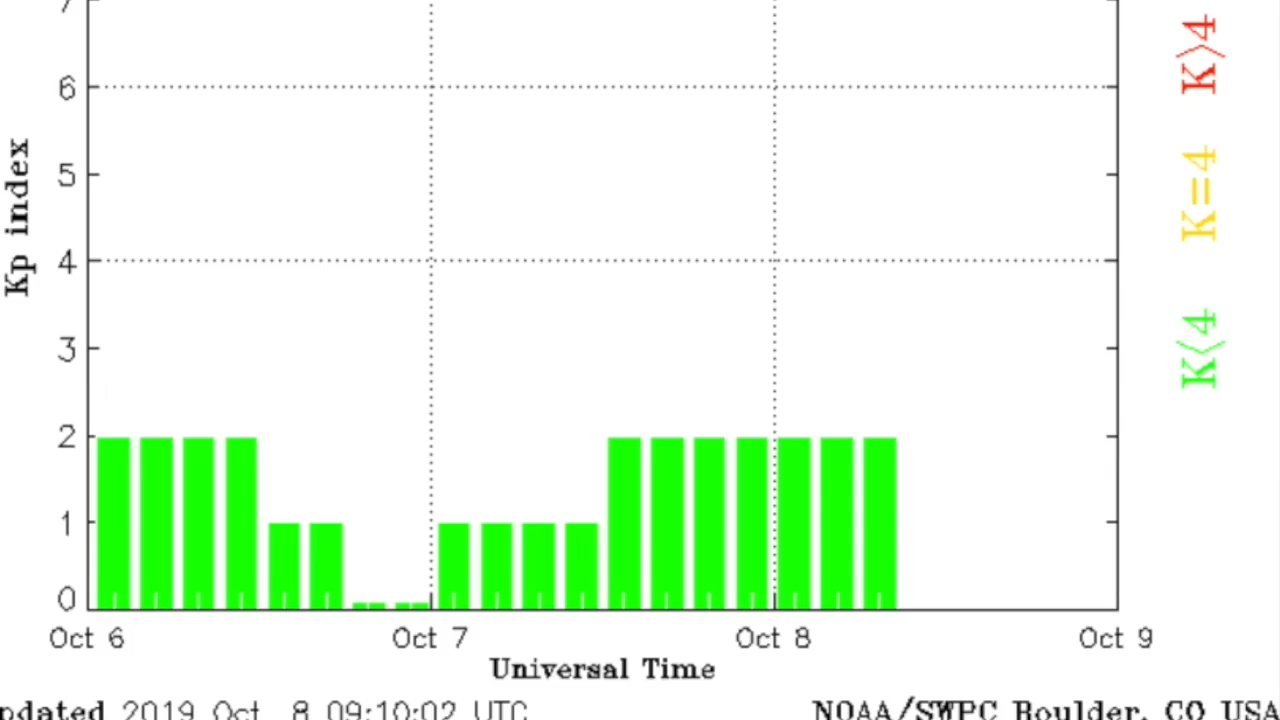 7
6
5
4
3
2
1
0
Kp index
K>4
K=4
K<4
Oct 6 Oct 7 Oct 8 Oct 9
Universal Time
pdated 2019 Oct 8 09:10:02 UTC
NOAA/SWPC Boulder, CO USA